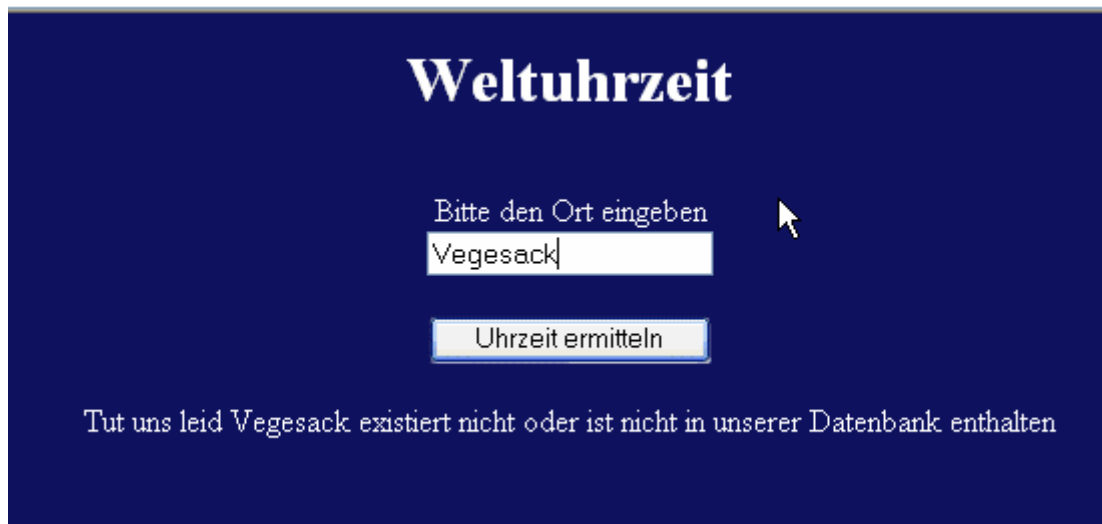 Weltuhrzeit
Bitte den Ort eingeben
Vegesack
Uhrzeit ermitteln
Tut uns leid Vegesack existiert nicht oder ist nicht in unserer Datenbank enthalten